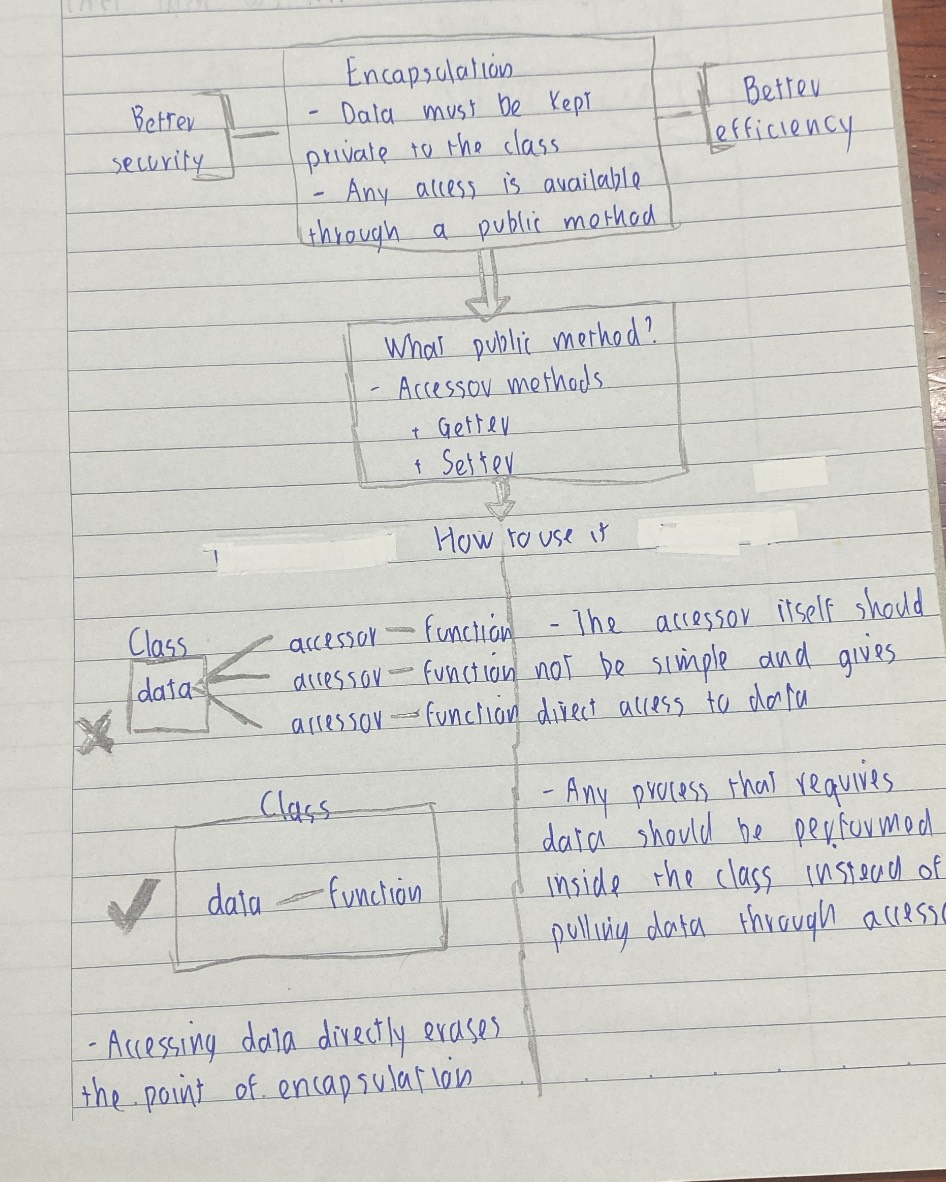 Encapsulation
- Data must be kept
private to the class
- Any access is available
through a public method
Better
security
Better
efficiency
What public method?
- Accessor methods
+ Getter
+ Setter
How to use it
Class
data
accessor - function
accessor - function
accessor - function
Class
data - function
- Accessing data directly erases
the point of encapsulation
- The accessor itself should
not be simple and gives
direct access to data
- Any process that requires
data should be performed
inside the class instead of
pulling data through